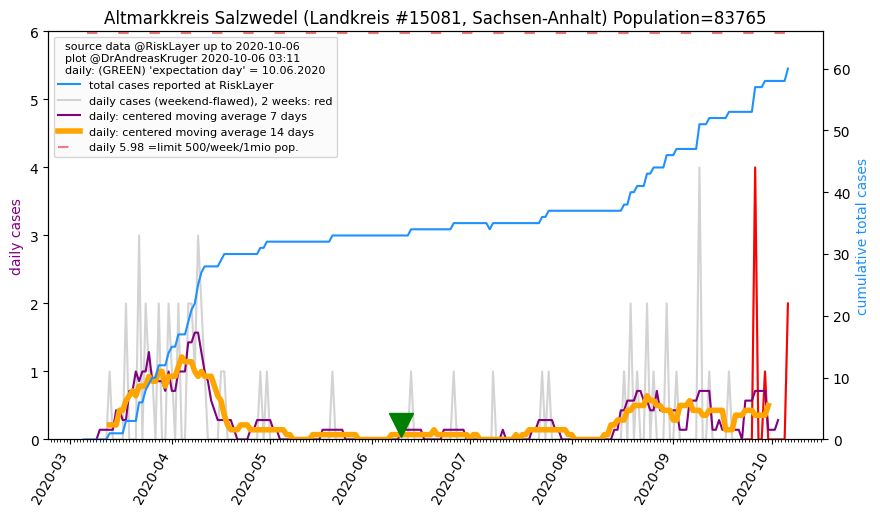 Altmarkkreis Salzwedel (Landkreis #15081, Sachsen-Anhalt) Population=83765
source data @RiskLayer up to 2020-10-06
plot @DrAndreasKruger 2020-10-06 03:11
daily: (GREEN) 'expectation day' = 10.06.2020
total cases reported at RiskLayer
daily cases (weekend-flawed), 2 weeks: red
daily: centered moving average 7 days
daily: centered moving average 14 days
daily 5.98 =limit 500/week/1mio pop.
daily cases
6
5
4
3
2
1
0
cumulative total cases
60
50
40
30
20
10
0
2020-03
2020-04
2020-05
2020-06
2020-07
2020-08
2020-09
2020-10